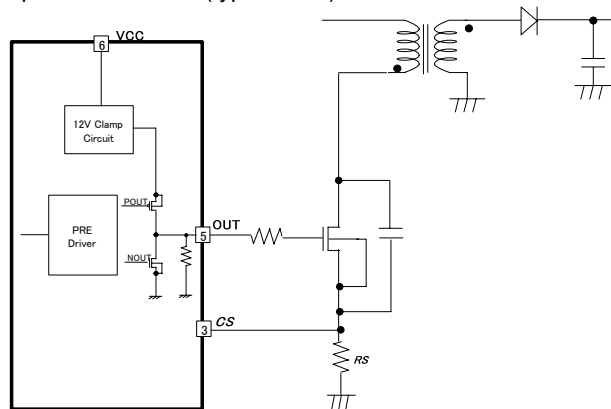 6 VCC
12V Clamp
Circuit
POUT
PRE
Driver
NOUT
5 OUT
3 CS
RS